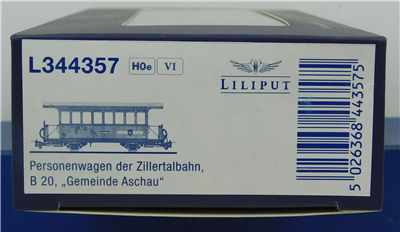 L344357 H0e VI
LILIPUT
Personenwagen der Zillertalbahn,
B 20, „Gemeinde Aschau"
5 026368 443575